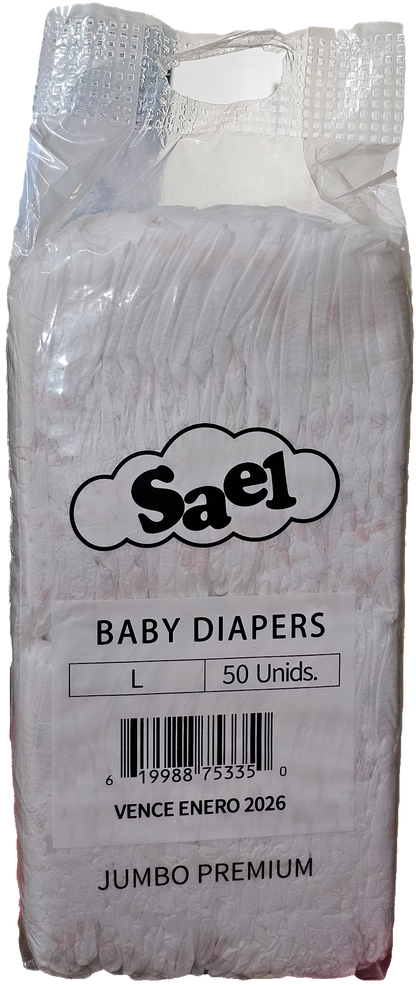 Sael
BABY DIAPERS
L 50 Unids.
6 19988 75335 0
VENCE ENERO 2026
JUMBO PREMIUM